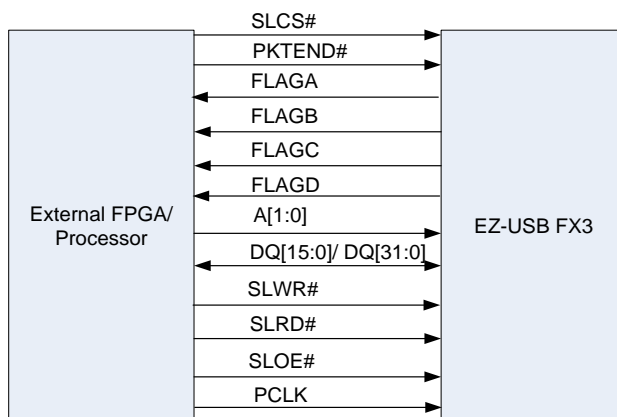 SLCS#
PKTEND#
FLAGA
FLAGB
FLAGC
FLAGD
External FPGA/
Processor
A[1:0]
EZ-USB FX3
DQ[15:0]/ DQ[31:0]
SLWR#
SLRD#
SLOE#
PCLK